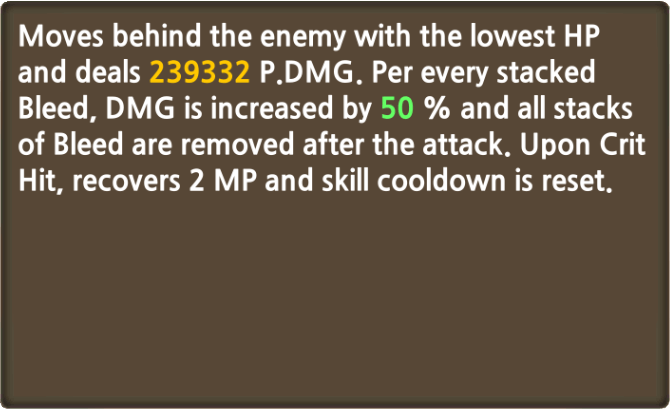 Moves behind the enemy with the lowest HP
and deals 239332 P.DMG. Per every stacked
Bleed, DMG is increased by 50 % and all stacks
of Bleed are removed after the attack. Upon Crit
Hit, recovers 2 MP and skill cooldown is reset.